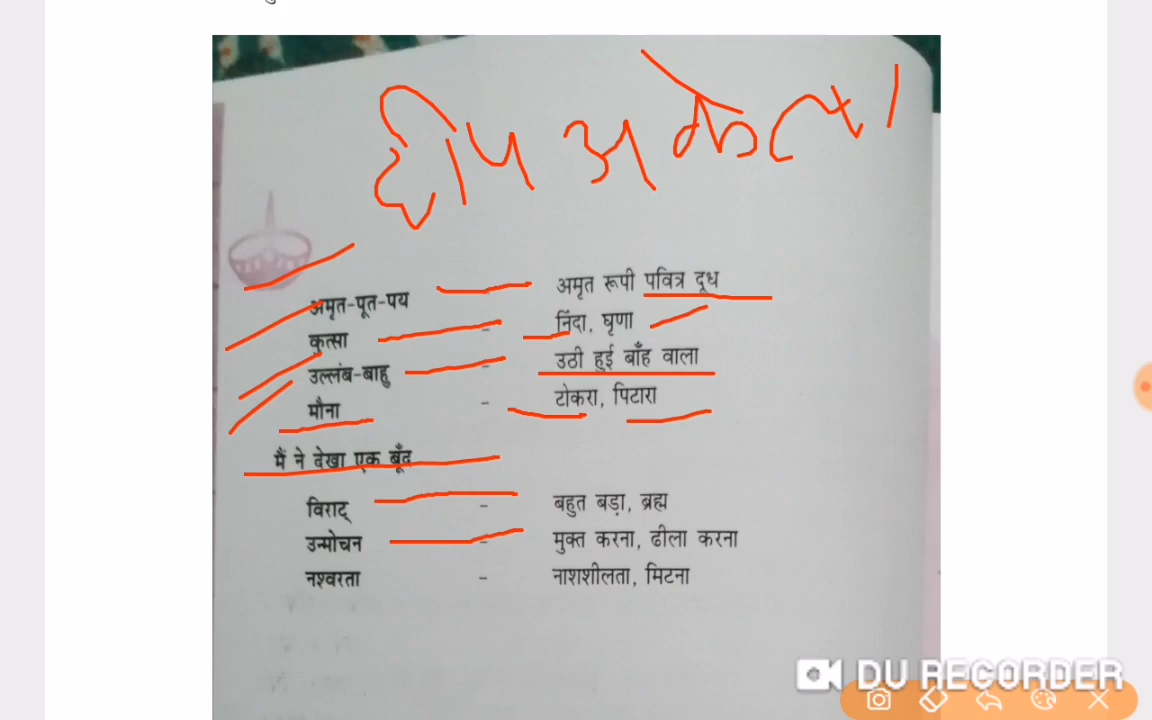 दीप अकेला
अमृत-पूत-पय - अमृत रूपी पवित्र दूध
कुत्सा - निंदा, घृणा
उल्लंब-बाहु - उठी हुई बाँह वाला
मौना - टोकरा, पिटारा
मैं ने देखा एक बूँद
विराट् - बहुत बड़ा, ब्रह्म
उन्मोचन - मुक्त करना, ढीला करना
नश्वरता - नाशशीलता, मिटना
DU RECORDER